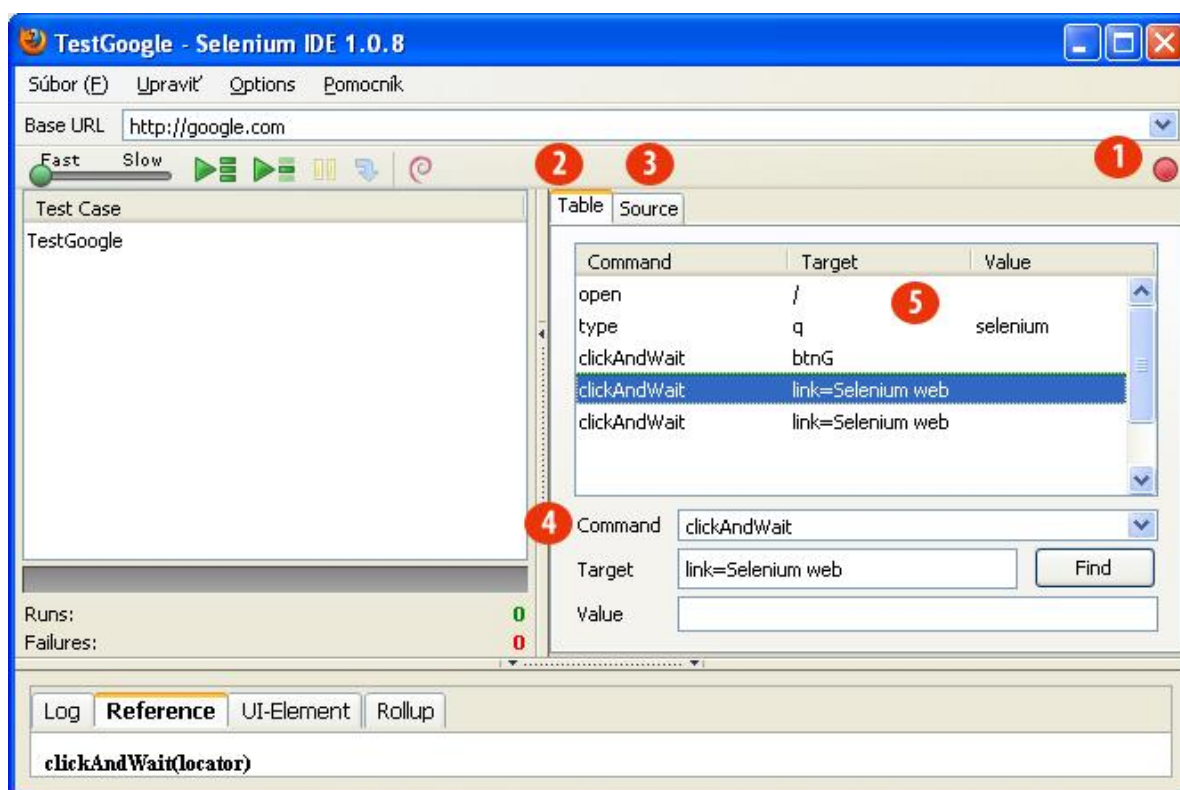 TestGoogle - Selenium IDE 1.0.8
Súbor (F) Upraviť Options Pomocník
Base URL http://google.com
Fast Slow 2 3 1
Test Case
TestGoogle
Table Source
Command Target Value
open / 5
type q selenium
clickAndWait btnG
clickAndWait link=Selenium web
clickAndWait link=Selenium web
4 Command clickAndWait
Target link=Selenium web Find
Value
Runs: 0
Failures: 0
Log Reference UI-Element Rollup
clickAndWait(locator)